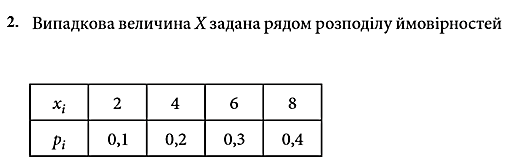 2. Випадкова величина X задана рядом розподілу ймовірностей
xᵢ 2 4 6 8
pᵢ 0,1 0,2 0,3 0,4